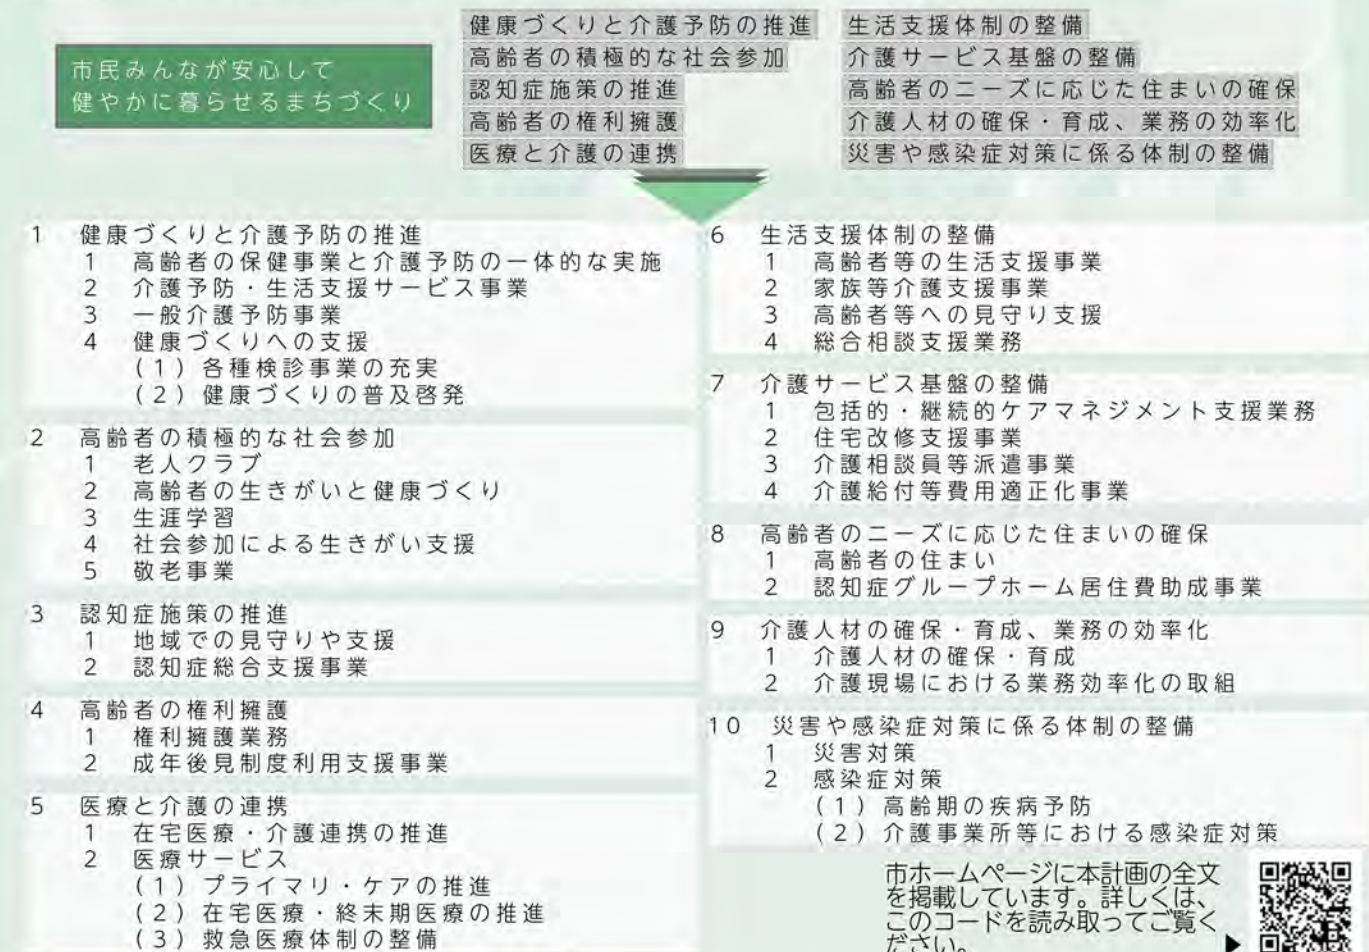 市民みんなが安心して
健やかに暮らせるまちづくり
健康づくりと介護予防の推進
高齢者の積極的な社会参加
認知症施策の推進
高齢者の権利擁護
医療と介護の連携
生活支援体制の整備
介護サービス基盤の整備
高齢者のニーズに応じた住まいの確保
介護人材の確保・育成、業務の効率化
災害や感染症対策に係る体制の整備
1 健康づくりと介護予防の推進
1 高齢者の保健事業と介護予防の一体的な実施
2 介護予防・生活支援サービス事業
3 一般介護予防事業
4 健康づくりへの支援
(1)各種検診事業の充実
(2)健康づくりの普及啓発
2 高齢者の積極的な社会参加
1 老人クラブ
2 高齢者の生きがいと健康づくり
3 生涯学習
4 社会参加による生きがい支援
5 敬老事業
3 認知症施策の推進
1 地域での見守りや支援
2 認知症総合支援事業
4 高齢者の権利擁護
1 権利擁護業務
2 成年後見制度利用支援事業
5 医療と介護の連携
1 在宅医療・介護連携の推進
2 医療サービス
(1)プライマリ・ケアの推進
(2)在宅医療・終末期医療の推進
(3)救急医療体制の整備
6 生活支援体制の整備
1 高齢者等の生活支援事業
2 家族等介護支援事業
3 高齢者等への見守り支援
4 総合相談支援業務
7 介護サービス基盤の整備
1 包括的・継続的ケアマネジメント支援業務
2 住宅改修支援事業
3 介護相談員等派遣事業
4 介護給付等費用適正化事業
8 高齢者のニーズに応じた住まいの確保
1 高齢者の住まい
2 認知症グループホーム居住費助成事業
9 介護人材の確保・育成、業務の効率化
1 介護人材の確保・育成
2 介護現場における業務効率化の取組
10 災害や感染症対策に係る体制の整備
1 災害対策
2 感染症対策
(1)高齢期の疾病予防
(2)介護事業所等における感染症対策
市ホームページに本計画の全文
を掲載しています。詳しくは、
このコードを読み取ってご覧く
ださい。 ▶